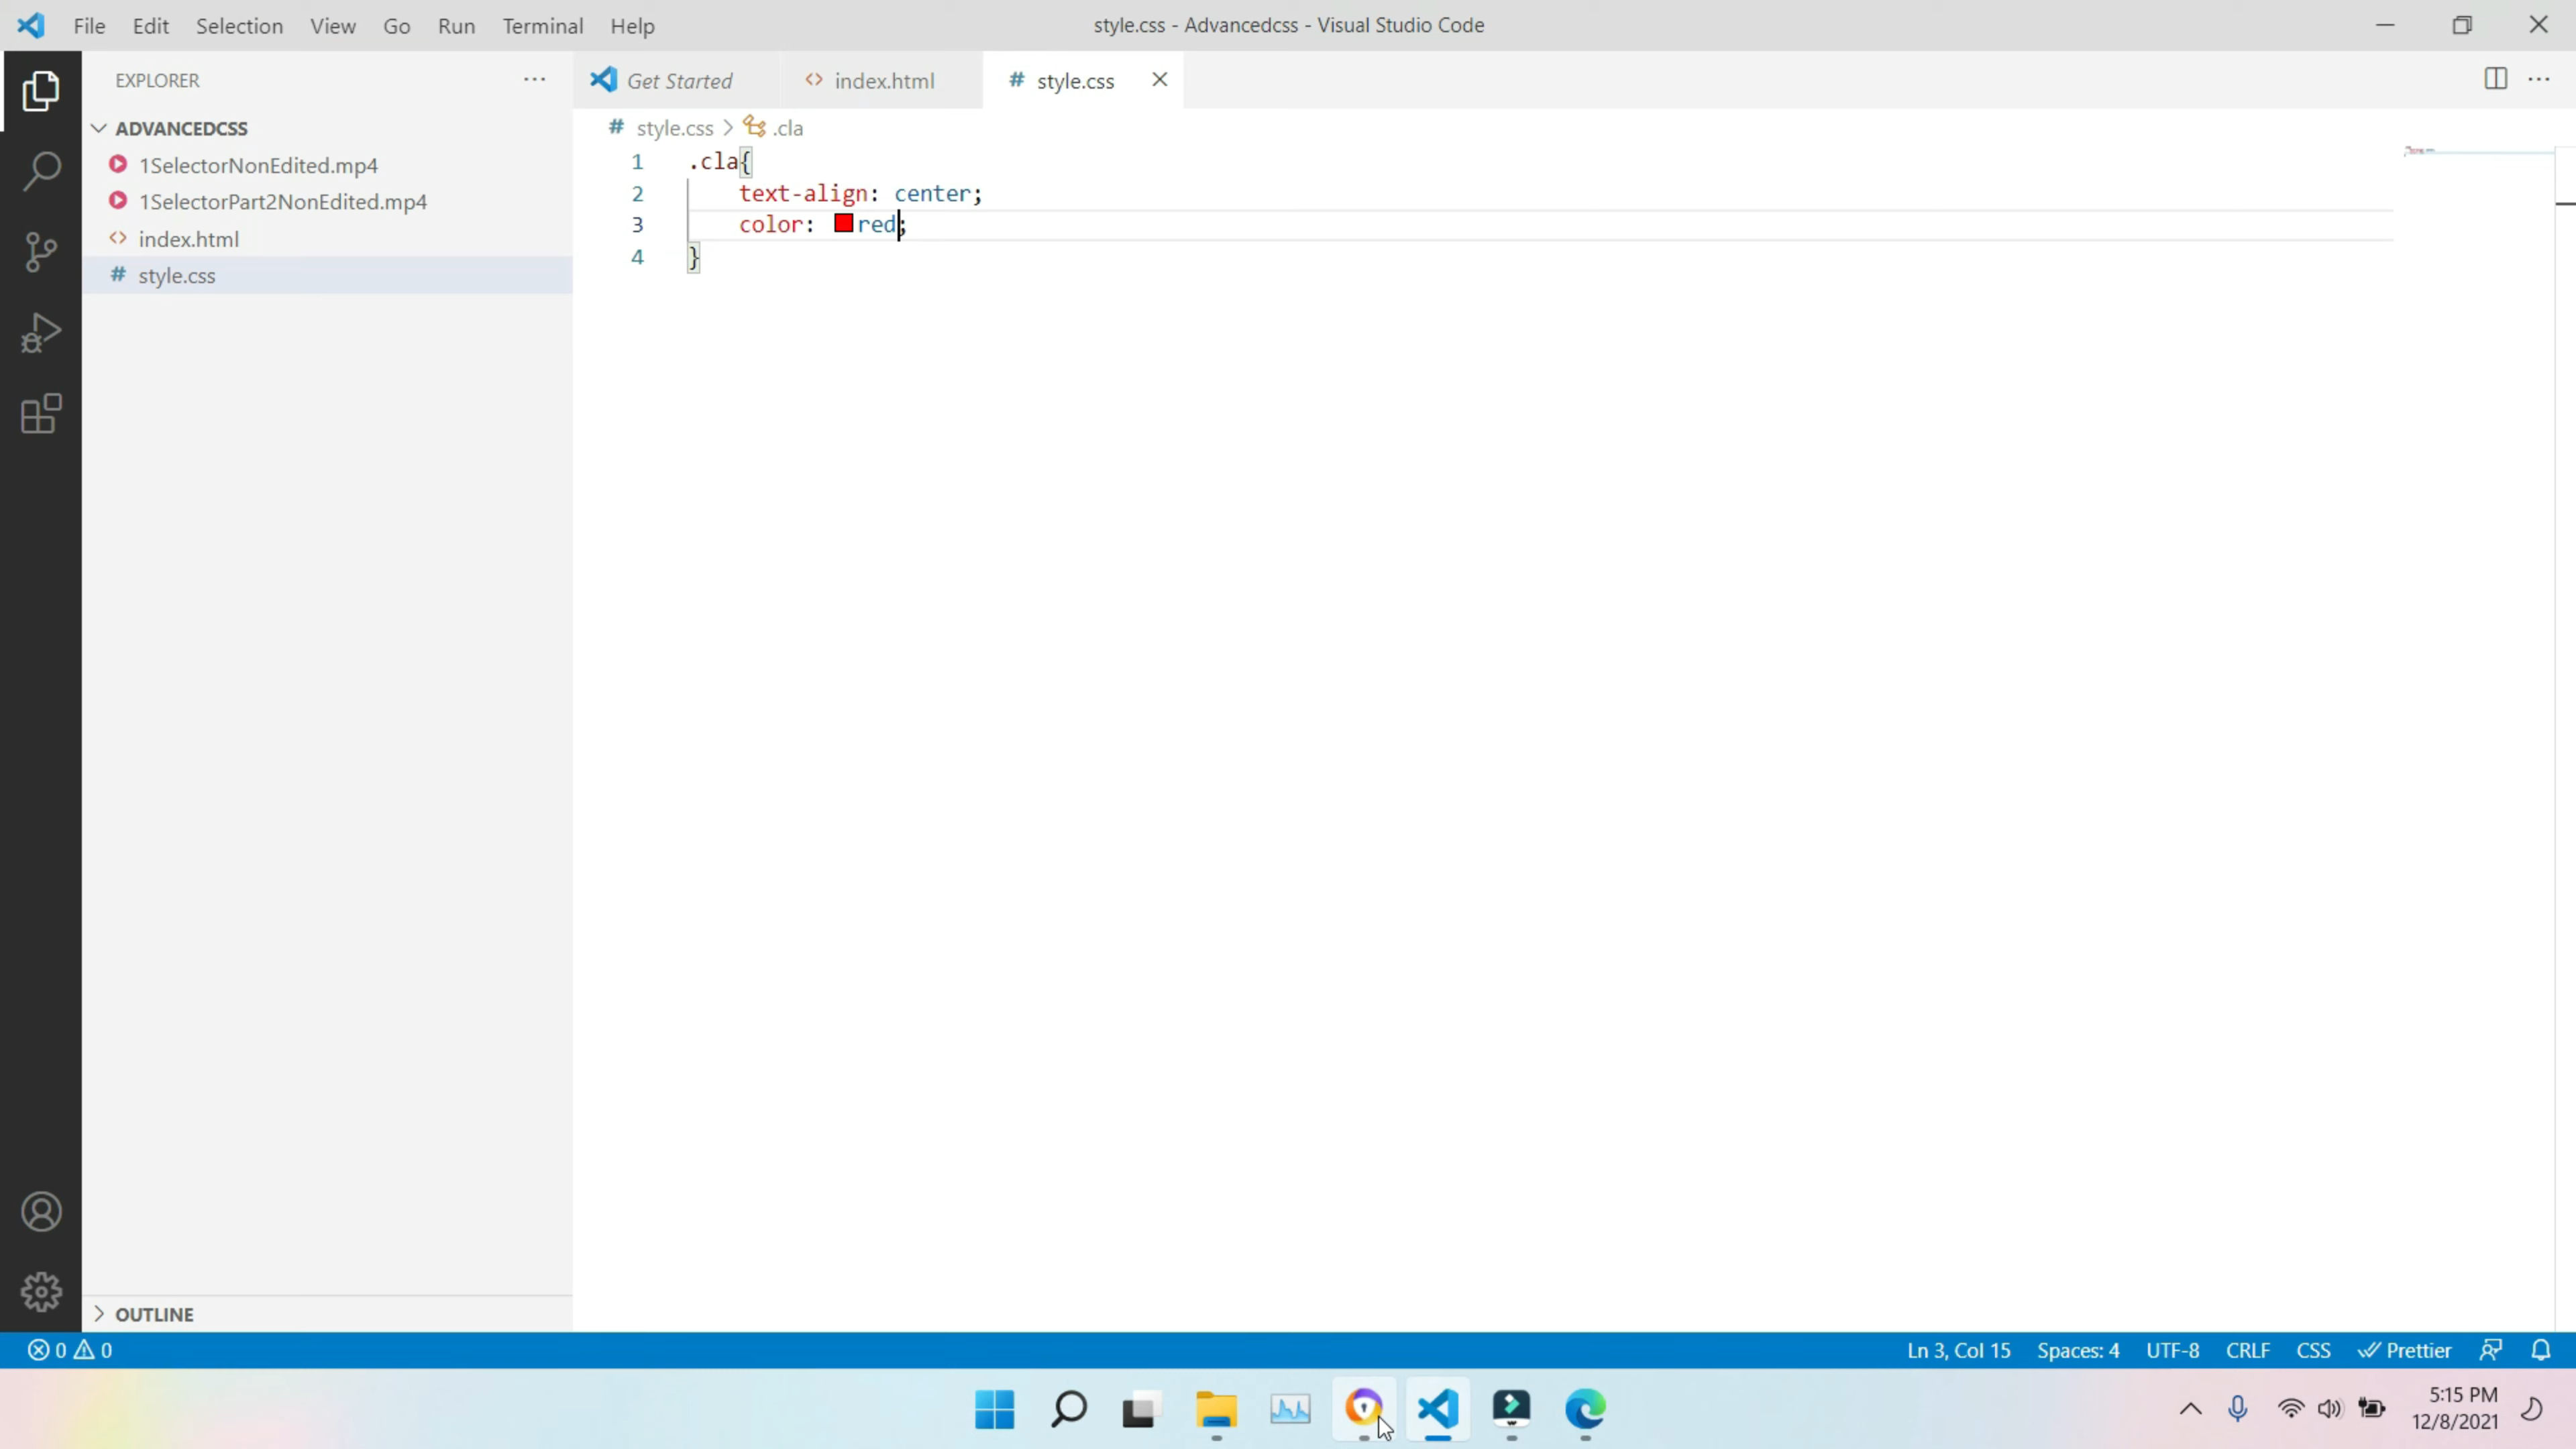 File Edit Selection View Go Run Terminal Help
style.css - Advancedcss - Visual Studio Code
EXPLORER
Get Started
index.html
style.css
ADVANCEDCSS
1SelectorNonEdited.mp4
1SelectorPart2NonEdited.mp4
index.html
# style.css
# style.css > .cla
1 .cla{
2 text-align: center;
3 color: red;
4 }
OUTLINE
0 0
Ln 3, Col 15 Spaces: 4 UTF-8 CRLF CSS Prettier
5:15 PM
12/8/2021